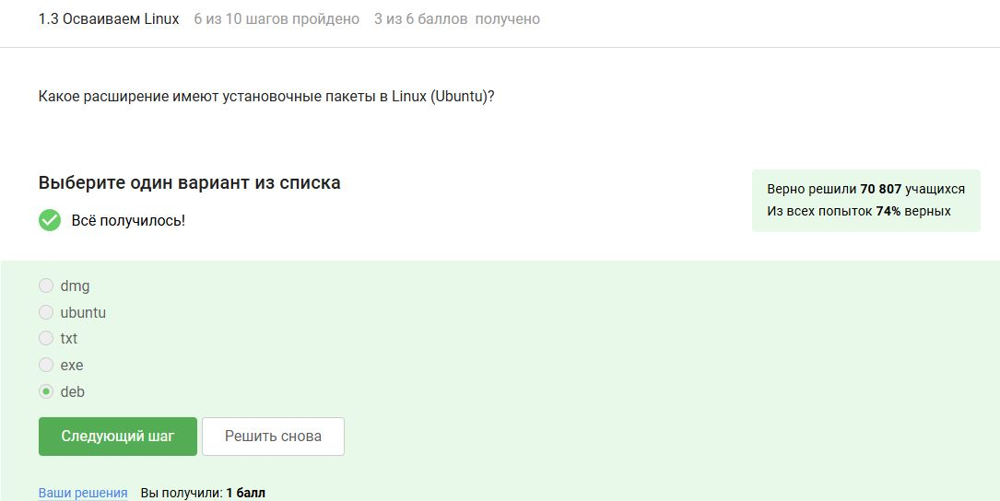 1.3 Осваиваем Linux 6 из 10 шагов пройдено 3 из 6 баллов получено
Какое расширение имеют установочные пакеты в Linux (Ubuntu)?
Выберите один вариант из списка
Всё получилось!
Верно решили 70 807 учащихся
Из всех попыток 74% верных
dmg
ubuntu
txt
exe
deb
Следующий шаг Решить снова
Ваши решения Вы получили: 1 балл